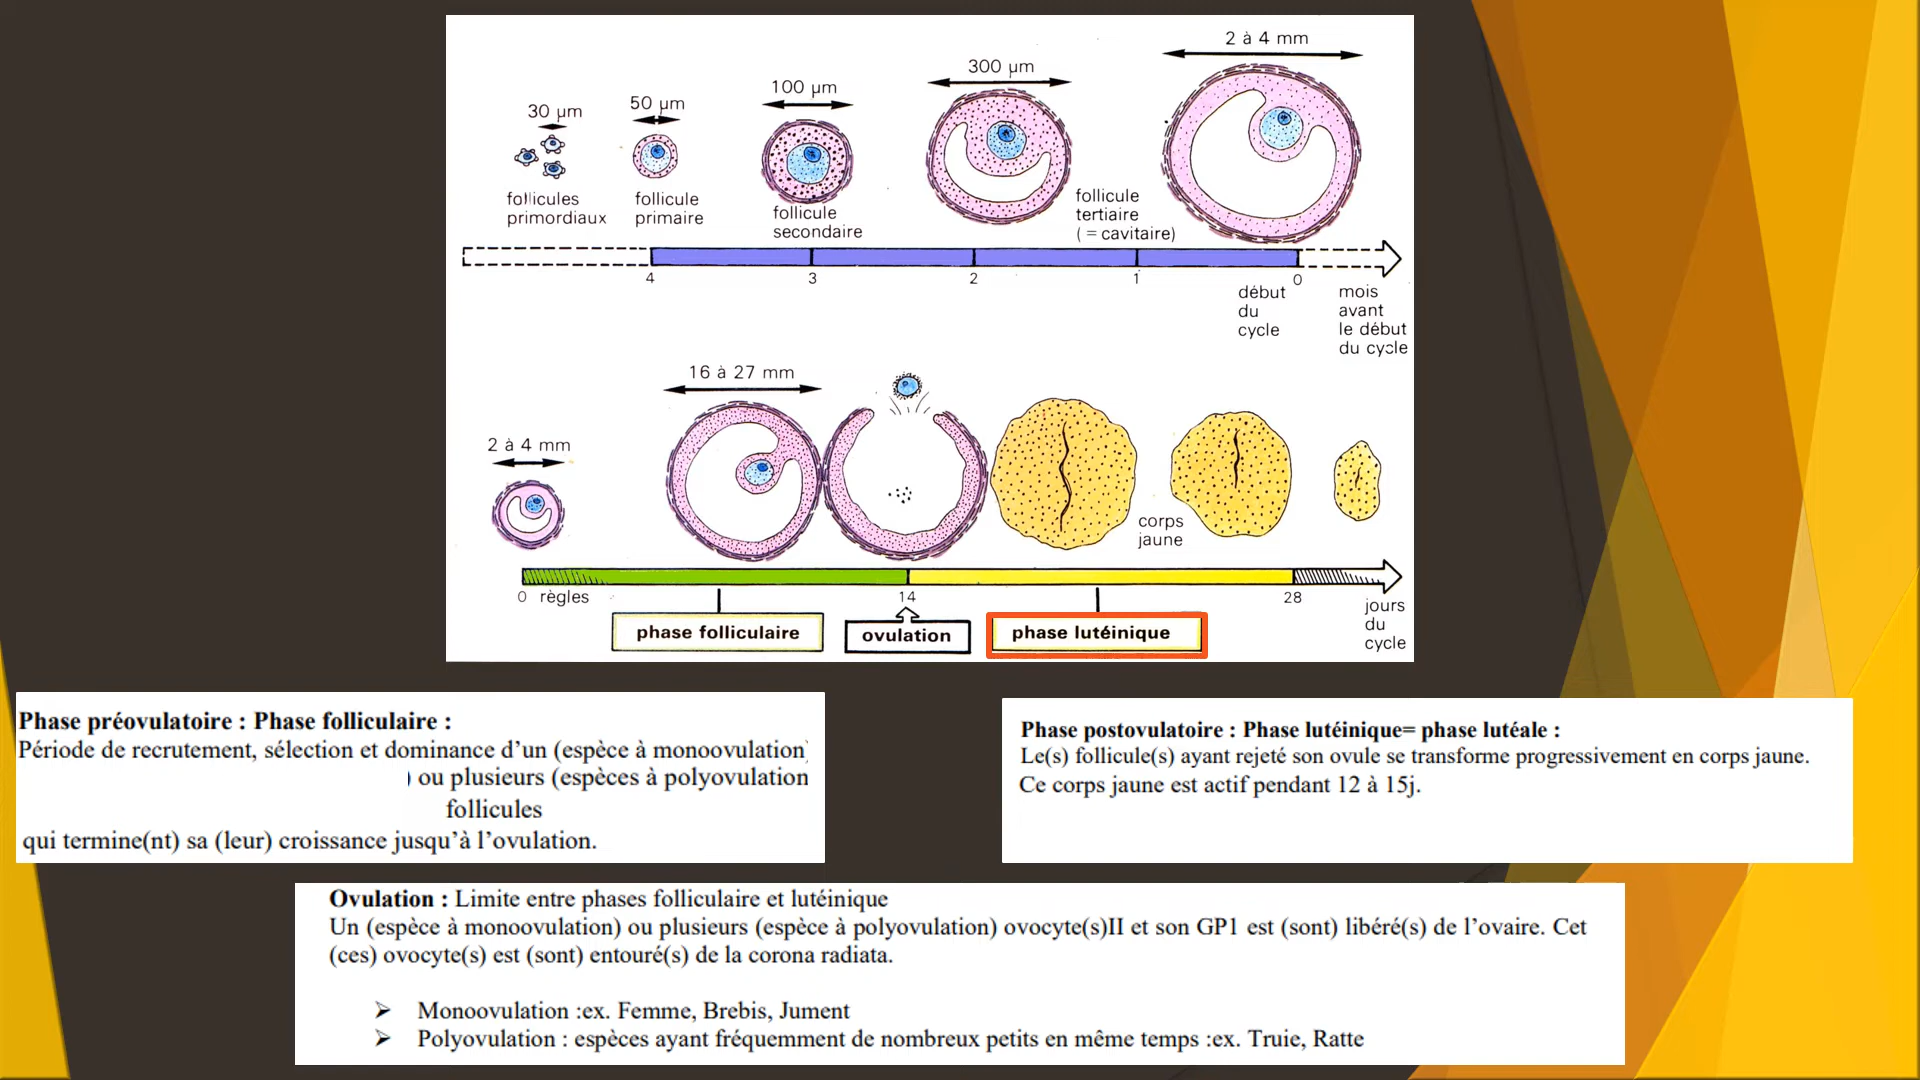 2 à 4 mm
300 µm
100 µm
50 µm
30 µm
follicules
primordiaux
follicule
primaire
follicule
secondaire
follicule
tertiaire
( = cavitaire)
4
3
2
1
0
début
du
cycle
mois
avant
le début
du cycle
16 à 27 mm
2 à 4 mm
corps
jaune
0
règles
14
28
jours
du
cycle
phase folliculaire
ovulation
phase lutéinique
Phase préovulatoire : Phase folliculaire :
Période de recrutement, sélection et dominance d'un (espèce à monoovulation)
) ou plusieurs (espèces à polyovulation
follicules
qui termine(nt) sa (leur) croissance jusqu'à l'ovulation.
Phase postovulatoire : Phase lutéinique= phase lutéale :
Le(s) follicule(s) ayant rejeté son ovule se transforme progressivement en corps jaune.
Ce corps jaune est actif pendant 12 à 15j.
Ovulation : Limite entre phases folliculaire et lutéinique
Un (espèce à monoovulation) ou plusieurs (espèce à polyovulation) ovocyte(s)II et son GP1 est (sont) libéré(s) de l'ovaire. Cet
(ces) ovocyte(s) est (sont) entouré(s) de la corona radiata.
➢ Monoovulation :ex. Femme, Brebis, Jument
➢ Polyovulation : espèces ayant fréquemment de nombreux petits en même temps :ex. Truie, Ratte